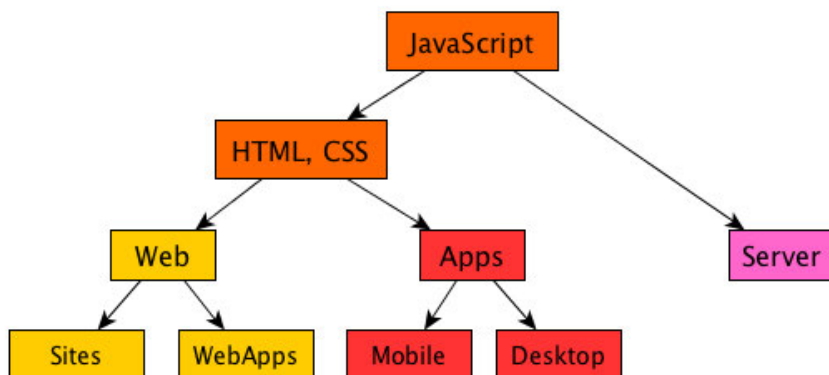 JavaScript
HTML, CSS
Web
Apps
Server
Sites
WebApps
Mobile
Desktop